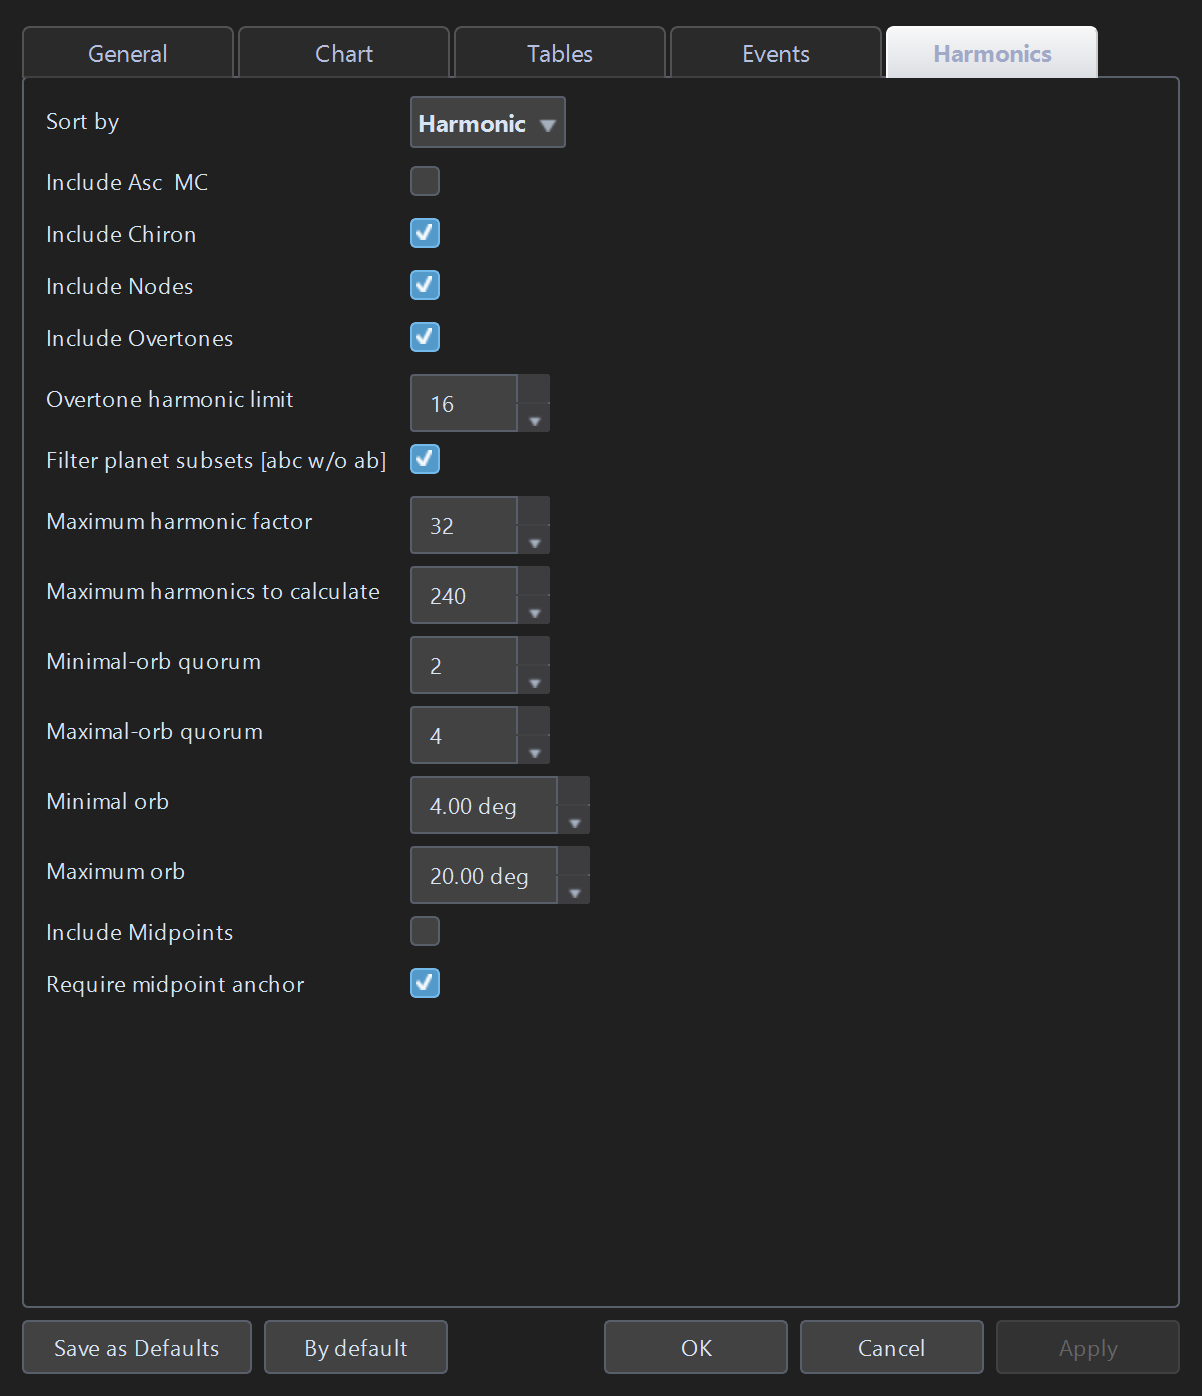 General Chart Tables Events Harmonics
Sort by Harmonic
Include Asc  MC
Include Chiron
Include Nodes
Include Overtones
Overtone harmonic limit 16
Filter planet subsets [abc w/o ab]
Maximum harmonic factor 32
Maximum harmonics to calculate 240
Minimal-orb quorum 2
Maximal-orb quorum 4
Minimal orb 4.00 deg
Maximum orb 20.00 deg
Include Midpoints
Require midpoint anchor
Save as Defaults By default OK Cancel Apply